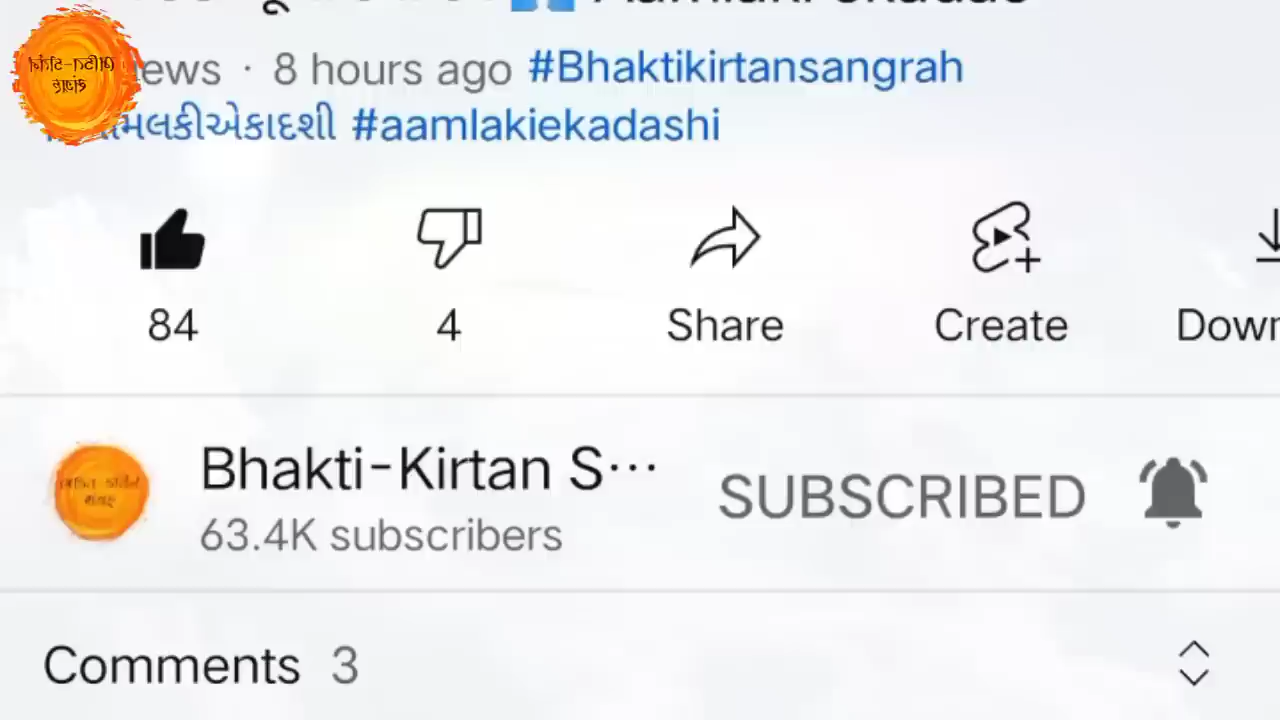 ews · 8 hours ago #Bhaktikirtansangrah
મલકીએકાદશી #aamlakiekadashi
84
4
Share
Create
Down
Bhakti-Kirtan S...
63.4K subscribers
SUBSCRIBED
Comments 3